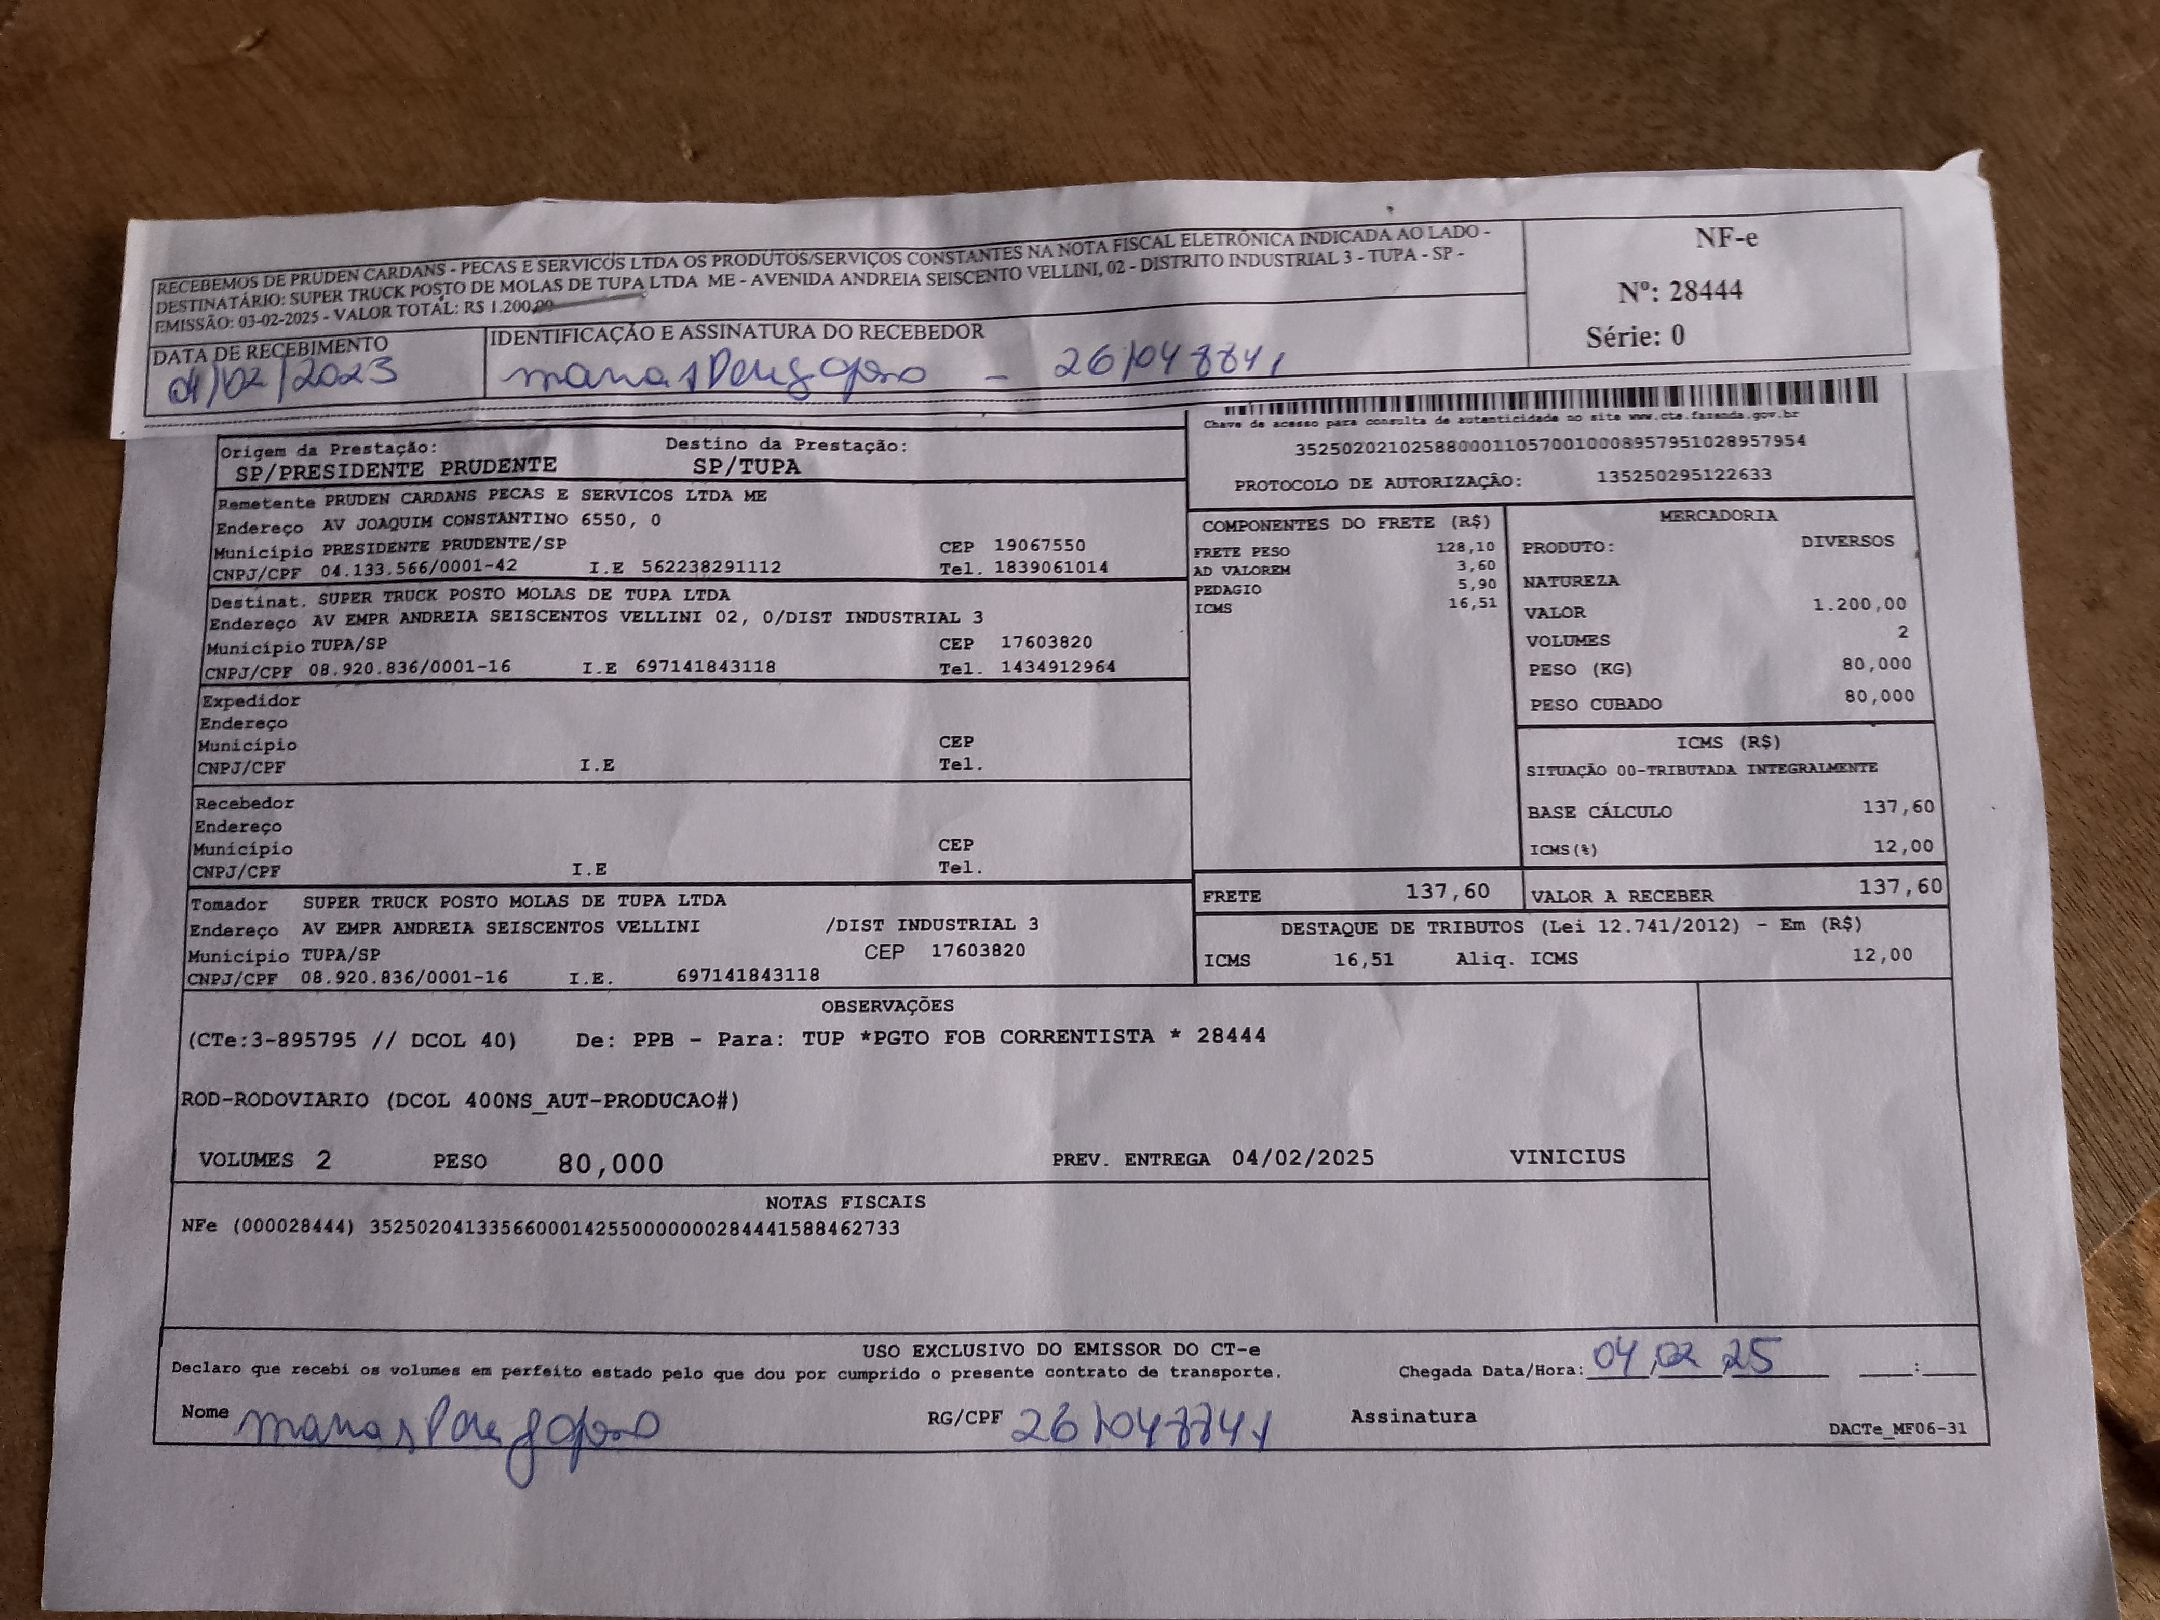 RECEBEMOS DE PRUDEN CARDANS - PECAS E SERVICOS LTDA OS PRODUTOS/SERVIÇOS CONSTANTES NA NOTA FISCAL ELETRÔNICA INDICADA AO LADO -
DESTINATÁRIO: SUPER TRUCK POSTO DE MOLAS DE TUPA LTDA ME - AVENIDA ANDREIA SEISCENTO VELLINI, 02 - DISTRITO INDUSTRIAL 3 - TUPA - SP -
EMISSÃO: 03-02-2025 - VALOR TOTAL: R$ 1.200,00
NF-e
Nº: 28444
Série: 0
DATA DE RECEBIMENTO
04/02/2023
IDENTIFICAÇÃO E ASSINATURA DO RECEBEDOR
Chave de acesso para consulta de autenticidade no site www.cte.fazenda.gov.br
35250202102588000110570010008957951028957954
PROTOCOLO DE AUTORIZAÇÃO: 135250295122633
Origem da Prestação: Destino da Prestação:
SP/PRESIDENTE PRUDENTE SP/TUPA
Remetente PRUDEN CARDANS PECAS E SERVICOS LTDA ME
Endereço AV JOAQUIM CONSTANTINO 6550, 0
Município PRESIDENTE PRUDENTE/SP CEP 19067550
CNPJ/CPF 04.133.566/0001-42 I.E 562238291112 Tel. 1839061014
Destinat. SUPER TRUCK POSTO MOLAS DE TUPA LTDA
Endereço AV EMPR ANDREIA SEISCENTOS VELLINI 02, 0/DIST INDUSTRIAL 3
Município TUPA/SP CEP 17603820
CNPJ/CPF 08.920.836/0001-16 I.E 697141843118 Tel. 1434912964
Expedidor
Endereço
Município CEP
CNPJ/CPF I.E Tel.
Recebedor
Endereço
Município CEP
CNPJ/CPF I.E Tel.
Tomador SUPER TRUCK POSTO MOLAS DE TUPA LTDA
Endereço AV EMPR ANDREIA SEISCENTOS VELLINI /DIST INDUSTRIAL 3
Município TUPA/SP CEP 17603820
CNPJ/CPF 08.920.836/0001-16 I.E. 697141843118
COMPONENTES DO FRETE (R$)
FRETE PESO 128,10
AD VALOREM 3,60
PEDAGIO 5,90
ICMS 16,51
MERCADORIA
PRODUTO: DIVERSOS
NATUREZA
VALOR 1.200,00
VOLUMES 2
PESO (KG) 80,000
PESO CUBADO 80,000
ICMS (R$)
SITUAÇÃO 00-TRIBUTADA INTEGRALMENTE
BASE CÁLCULO 137,60
ICMS(%) 12,00
FRETE 137,60 VALOR A RECEBER 137,60
DESTAQUE DE TRIBUTOS (Lei 12.741/2012) - Em (R$)
ICMS 16,51 Aliq. ICMS 12,00
OBSERVAÇÕES
(CTe:3-895795 // DCOL 40) De: PPB - Para: TUP *PGTO FOB CORRENTISTA * 28444
ROD-RODOVIARIO (DCOL 400NS_AUT-PRODUCAO#)
VOLUMES 2 PESO 80,000 PREV. ENTREGA 04/02/2025 VINICIUS
NOTAS FISCAIS
NFe (000028444) 35250204133566000142550000000284441588462733
USO EXCLUSIVO DO EMISSOR DO CT-e
Declaro que recebi os volumes em perfeito estado pelo que dou por cumprido o presente contrato de transporte. Chegada Data/Hora: 04 02 25 :
Nome RG/CPF Assinatura
DACTe_MF06-31